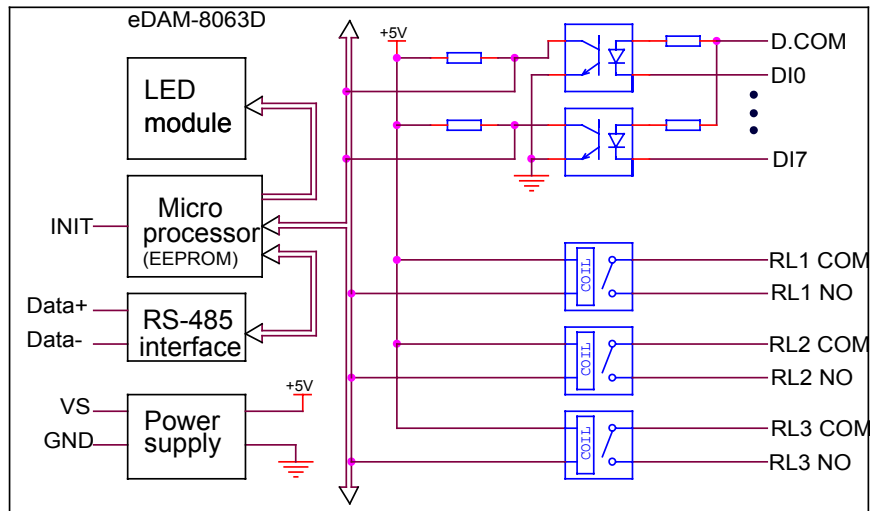 eDAM-8063D
+5V
D.COM
DI0
DI7
LED
module
INIT
Micro
processor
(EEPROM)
Data+
Data-
RS-485
interface
VS
GND
Power
supply
+5V
COIL
RL1 COM
RL1 NO
COIL
RL2 COM
RL2 NO
COIL
RL3 COM
RL3 NO